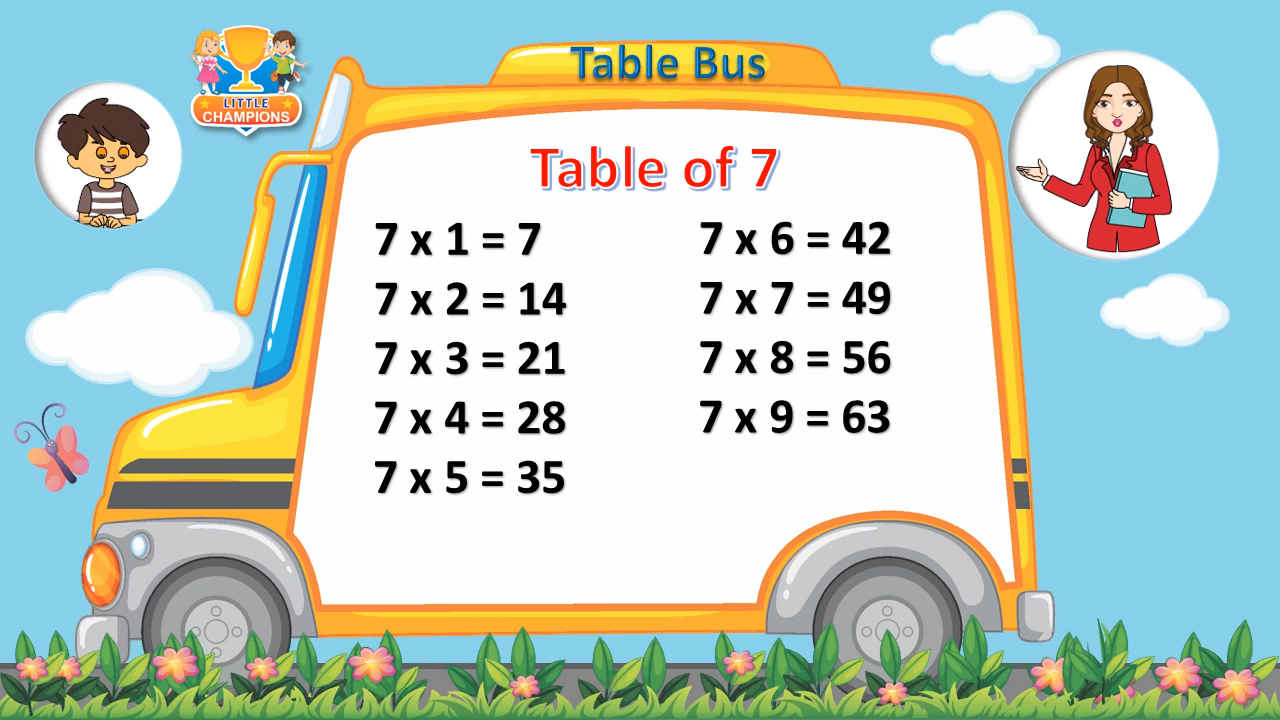 Table Bus
LITTLE
CHAMPIONS
Table of 7
7 x 1 = 7
7 x 2 = 14
7 x 3 = 21
7 x 4 = 28
7 x 5 = 35
7 x 6 = 42
7 x 7 = 49
7 x 8 = 56
7 x 9 = 63